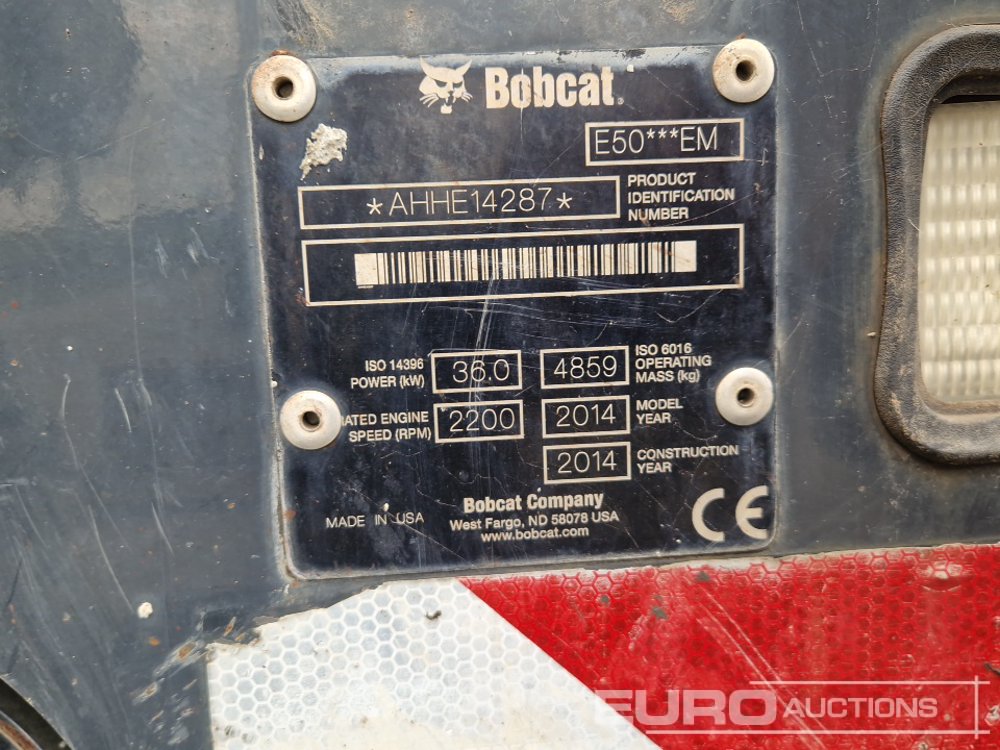 Bobcat
E50***EM
*AHHE14287*
PRODUCT
IDENTIFICATION
NUMBER
ISO 14396
POWER (kW)
36.0
4859
ISO 6016
OPERATING
MASS (kg)
ATED ENGINE
SPEED (RPM)
2200
2014
MODEL
YEAR
2014
CONSTRUCTION
YEAR
Bobcat Company
West Fargo, ND 58078 USA
www.bobcat.com
MADE IN USA
CE
EURO AUCTIONS